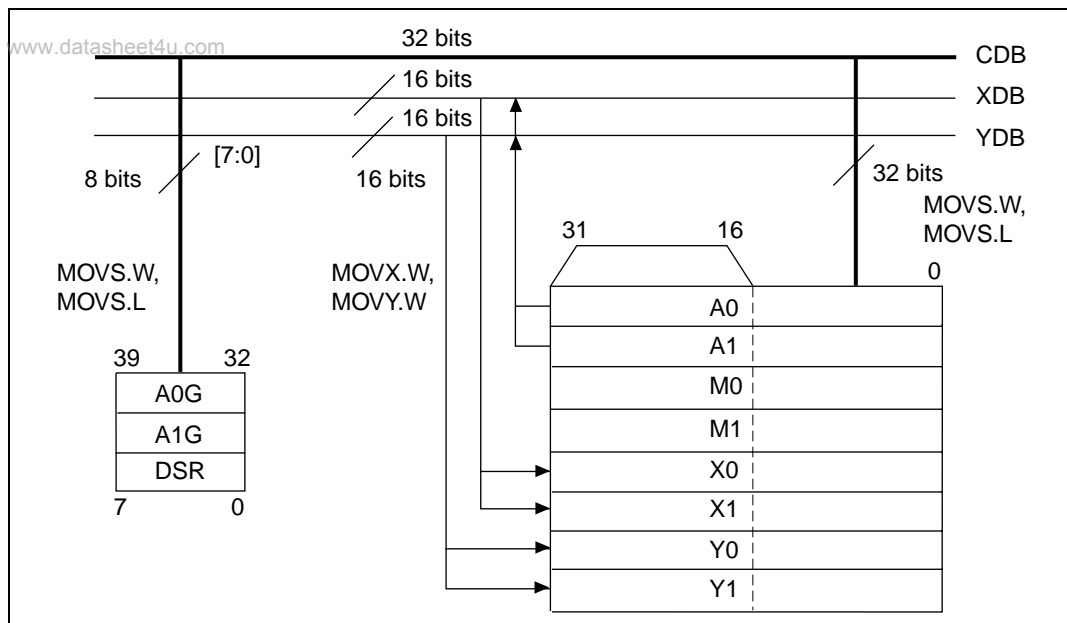 www.datasheet4u.com
32 bits
CDB
16 bits
XDB
16 bits
YDB
[7:0]
8 bits
16 bits
32 bits
MOVS.W,
MOVS.L
31
16
0
MOVS.W,
MOVS.L
MOVX.W,
MOVY.W
A0
A1
M0
M1
X0
X1
Y0
Y1
39
32
A0G
A1G
DSR
7
0